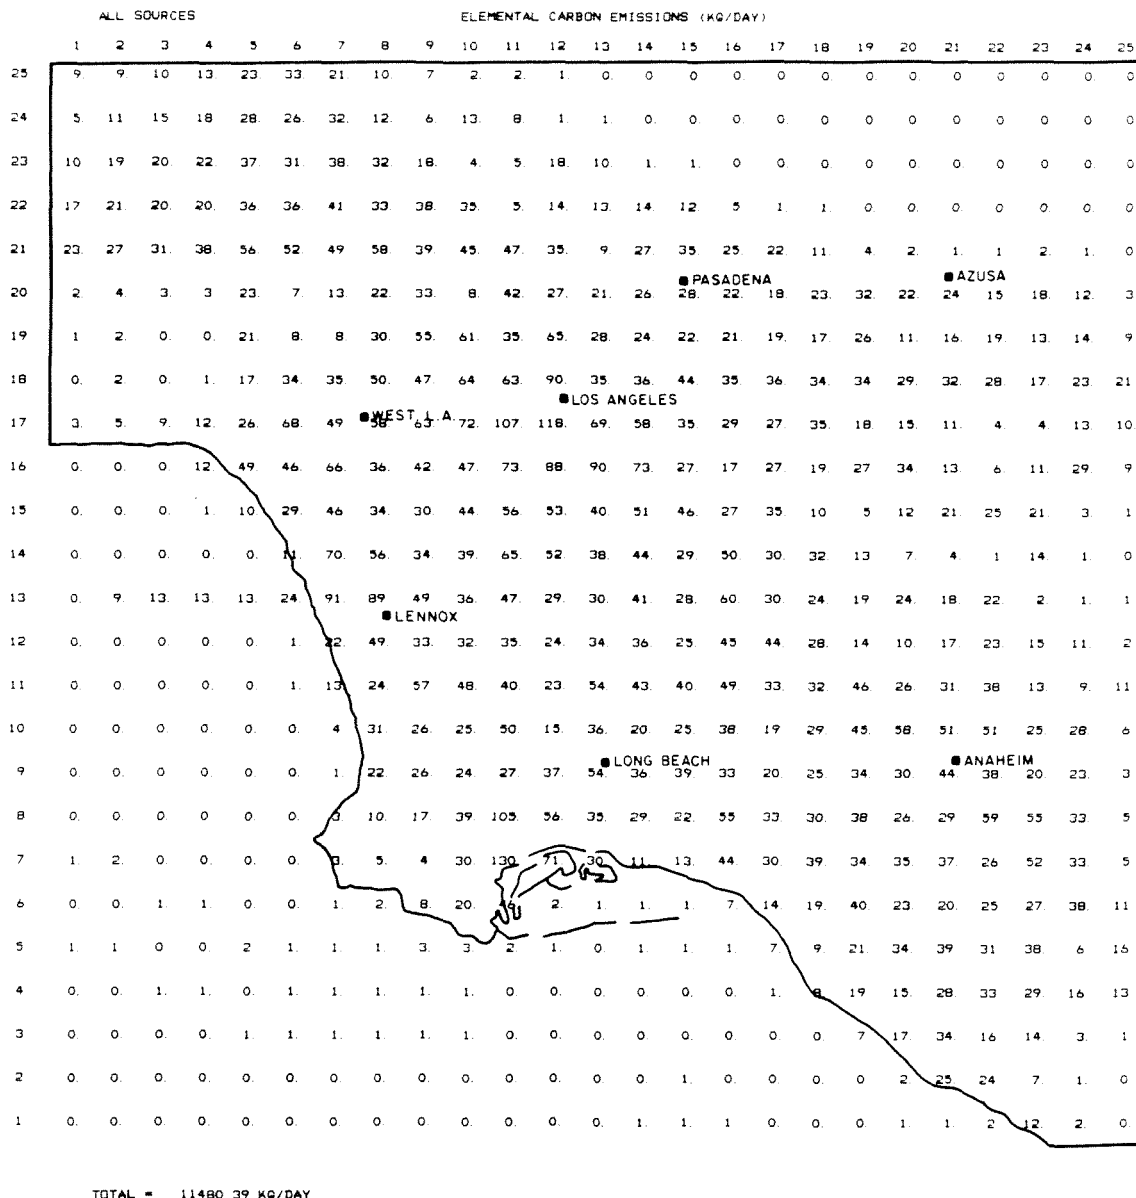 ALL SOURCES ELEMENTAL CARBON EMISSIONS (KG/DAY)
1 2 3 4 5 6 7 8 9 10 11 12 13 14 15 16 17 18 19 20 21 22 23 24 25
25 9. 9. 10 13. 23. 33. 21. 10. 7 2. 2. 1. 0. 0 0. 0. 0 0. 0. 0 0 0 0 0. 0
24 5. 11 15 18 28. 26. 32. 12. 6. 13. 8. 1. 1. 0. 0. 0. 0. 0 0 0 0 0 0 0 0
23 10 19 20. 22. 37. 31. 38. 32. 18. 4. 5. 18. 10. 1. 1. 0 0. 0. 0. 0 0 0 0 0 0
22 17 21. 20. 20. 36. 36. 41 33. 38. 35. 5. 14. 13. 14. 12. 5 1. 1. 0. 0. 0. 0 0. 0. 0
21 23. 27 31. 38. 56. 52. 49 58. 39. 45. 47. 35. 9. 27. 35. 25. 22. 11. 4. 2. 1. 1 2. 1. 0
PASADENA AZUSA
20 2. 4. 3. 3 23. 7. 13. 22. 33. 8. 42. 27. 21. 26. 28. 22. 18. 23. 32. 22. 24 15 18. 12. 3
19 1 2. 0. 0. 21. 8. 8 30. 55. 61. 35. 65. 28. 24. 22. 21. 19. 17. 26. 11. 16. 19. 13. 14. 9
18 0. 2 0. 1. 17. 34. 35. 50. 47. 64 63. 90. 35. 36. 44. 35. 36. 34. 34 29. 32. 28. 17. 23. 21
LOS ANGELES
WEST L.A.
17 3. 5. 9. 12. 26. 68. 49 58 63. 72. 107. 118. 69. 58 35. 29 27. 35. 18. 15. 11. 4. 4. 13. 10.
16 0. 0. 0. 12. 49. 46. 66. 36. 42. 47. 73. 88. 90. 73. 27. 17 27. 19 27. 34. 13. 6 11. 29. 9
15 0. 0. 0. 1. 10. 29. 46 34. 30. 44. 56. 53. 40. 51 46. 27 35. 10 5 12 21. 25 21. 3. 1
14 0. 0. 0. 0. 0. 11. 70. 56. 34. 39. 65. 52. 38. 44. 29. 50. 30. 32. 13 7. 4. 1 14. 1. 0
13 0. 9. 13. 13. 13. 24. 91. 89 49 36. 47. 29. 30. 41. 28. 60. 30. 24. 19. 24. 18. 22. 2. 1. 1
LENNOX
12 0. 0. 0. 0. 0. 1. 22. 49. 33. 32. 35. 24. 34. 36. 25. 45. 44. 28. 14 10. 17. 23. 15 11. 2
11 0 0. 0. 0. 0. 1. 13. 24. 57 48. 40. 23. 54. 43. 40. 49. 33. 32. 46. 26. 31. 38 13. 9. 11
10 0 0. 0. 0. 0. 0. 4 31. 26. 25. 50. 15. 36. 20. 25. 38. 19 29. 45. 58. 51. 51 25. 28 6
LONG BEACH ANAHEIM
9 0. 0. 0. 0. 0. 0. 1. 22. 26. 24. 27. 37. 54. 36. 39. 33 20. 25. 34. 30. 44. 38. 20. 23. 3
8 0. 0. 0. 0 0. 0. 3. 10. 17. 39. 105. 56. 35. 29. 22. 55 33 30. 38 26. 29 59 55 33. 5
7 1. 2. 0. 0. 0. 0. 3. 5. 4 30. 130. 71. 30. 11. 13. 44. 30. 39. 34. 35. 37. 26 52 33. 5
6 0. 0. 1. 1. 0. 0. 1. 2. 8. 20. 2. 1. 1. 1. 7. 14. 19. 40. 23. 20. 25 27. 38. 11
5 1. 1 0 0. 2 1. 1. 1. 3. 3. 2 1. 0. 1. 1. 1. 7. 9. 21. 34. 39 31. 38. 6 16
4 0. 0. 1. 1. 0. 1. 1. 1. 1. 1. 0. 0. 0. 0. 0. 0. 1. 8. 19 15. 28. 33 29. 16 13
3 0. 0. 0. 0. 1. 1. 1. 1. 1. 1. 0. 0. 0. 0. 0. 0. 0. 0. 7 17. 34. 16 14. 3. 1
2 0. 0. 0. 0. 0. 0. 0. 0. 0. 0. 0. 0. 0. 0. 1. 0. 0. 0. 0 2. 25. 24 7. 1. 0
1 0. 0. 0. 0. 0. 0. 0. 0. 0. 0. 0. 0. 0. 1. 1. 1 0. 0. 0. 1. 1. 2 12. 2. 0.
TOTAL = 11480 39 KG/DAY